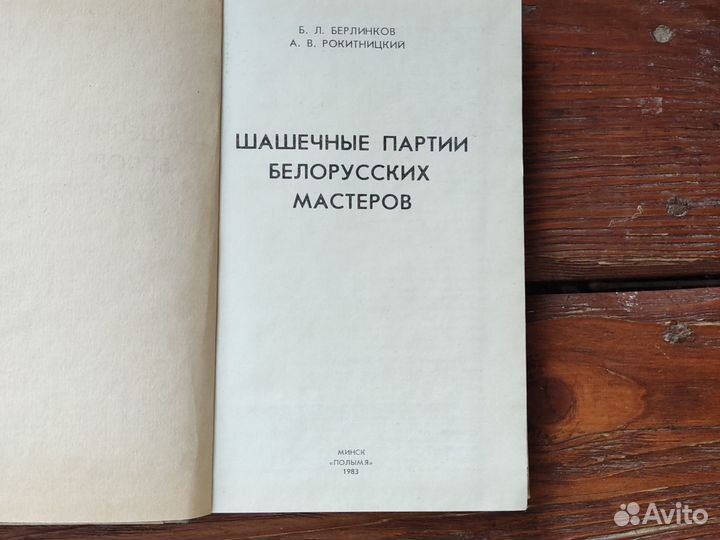 Б. Л. БЕРЛИНКОВ
А. В. РОКИТНИЦКИЙ
ШАШЕЧНЫЕ ПАРТИИ
БЕЛОРУССКИХ
МАСТЕРОВ
МИНСК
«ПОЛЫМЯ»
1983
Avito